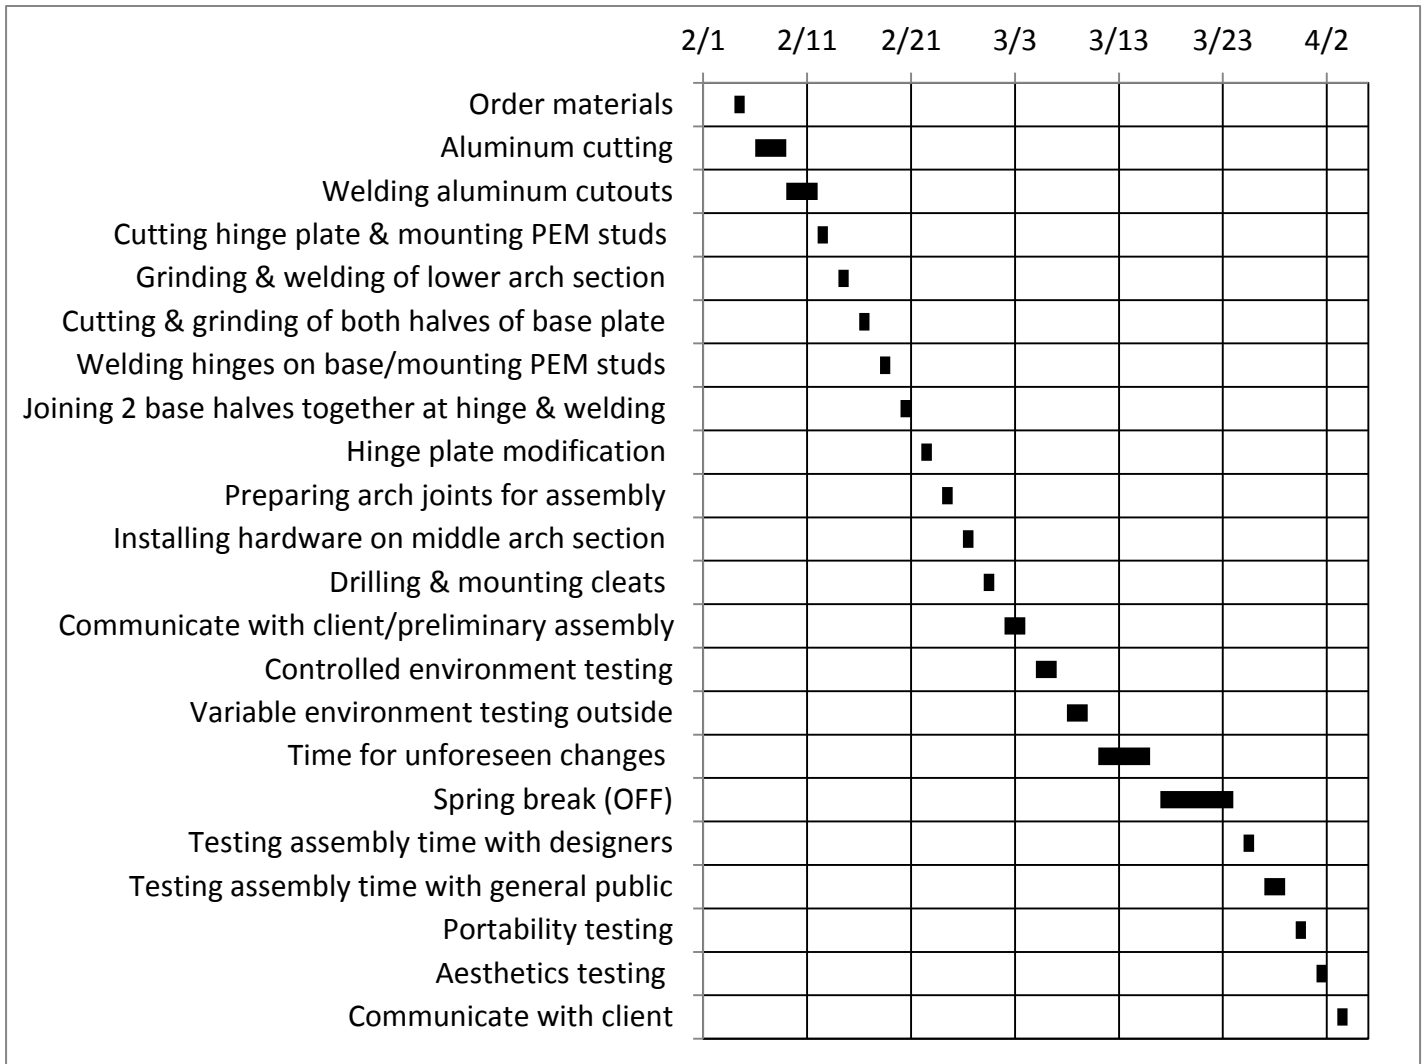 2/1 2/11 2/21 3/3 3/13 3/23 4/2
Order materials
Aluminum cutting
Welding aluminum cutouts
Cutting hinge plate & mounting PEM studs
Grinding & welding of lower arch section
Cutting & grinding of both halves of base plate
Welding hinges on base/mounting PEM studs
Joining 2 base halves together at hinge & welding
Hinge plate modification
Preparing arch joints for assembly
Installing hardware on middle arch section
Drilling & mounting cleats
Communicate with client/preliminary assembly
Controlled environment testing
Variable environment testing outside
Time for unforeseen changes
Spring break (OFF)
Testing assembly time with designers
Testing assembly time with general public
Portability testing
Aesthetics testing
Communicate with client